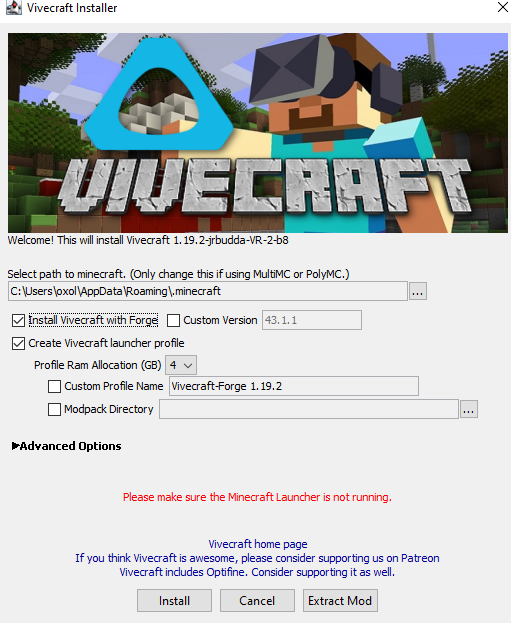 Vivecraft Installer
VIVECRAFT
Welcome! This will install Vivecraft 1.19.2-jrbudda-VR-2-b8
Select path to minecraft. (Only change this if using MultiMC or PolyMC.)
C:\Users\oxol\AppData\Roaming\.minecraft
...
Install Vivecraft with Forge Custom Version 43.1.1
Create Vivecraft launcher profile
Profile Ram Allocation (GB) 4
Custom Profile Name Vivecraft-Forge 1.19.2
Modpack Directory ...
Advanced Options
Please make sure the Minecraft Launcher is not running.
Vivecraft home page
If you think Vivecraft is awesome, please consider supporting us on Patreon
Vivecraft includes Optifine. Consider supporting it as well.
Install Cancel Extract Mod